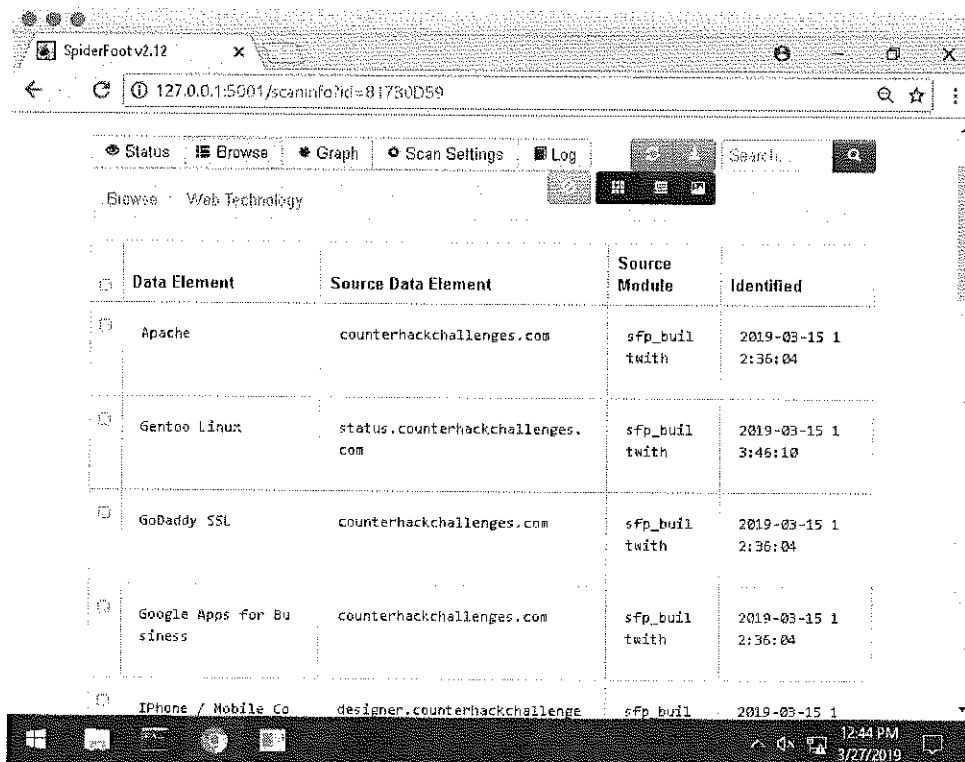 SpiderFoot v2.12
127.0.0.1:5001/scaninfo?id=81730D59
Status Browse Graph Scan Settings Log Search...
Browse Web Technology
Data Element Source Data Element Source Module Identified
Apache counterhackchallenges.com sfp_buil 2019-03-15 1
twith 2:36:04
Gentoo Linux status.counterhackchallenges. sfp_buil 2019-03-15 1
com twith 3:46:10
GoDaddy SSL counterhackchallenges.com sfp_buil 2019-03-15 1
twith 2:36:04
Google Apps for Bu counterhackchallenges.com sfp_buil 2019-03-15 1
siness twith 2:36:04
IPhone / Mobile Co designer.counterhackchallenge sfp_buil 2019-03-15 1
12:44 PM
3/27/2019